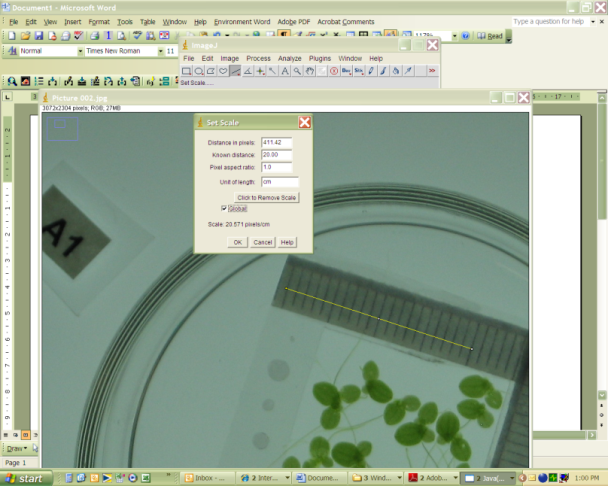 Document1 - Microsoft Word
File Edit View Insert Format Tools Table Window Help Environment Word Adobe PDF Acrobat Comments
Type a question for help
117%
Read
Normal
Times New Roman
11
ImageJ
File Edit Image Process Analyze Plugins Window Help
Set Scale.....
Picture 002.jpg
3072x2304 pixels; RGB; 27MB
Set Scale
Distance in pixels: 411.42
Known distance: 20.00
Pixel aspect ratio: 1.0
Unit of length: cm
Click to Remove Scale
Global
Scale: 20.571 pixels/cm
OK Cancel Help
A1
Draw
Page 1
start
Inbox -
2 Inter...
Docume...
3 Wind...
2 Adob...
2 Java(...
1:00 PM